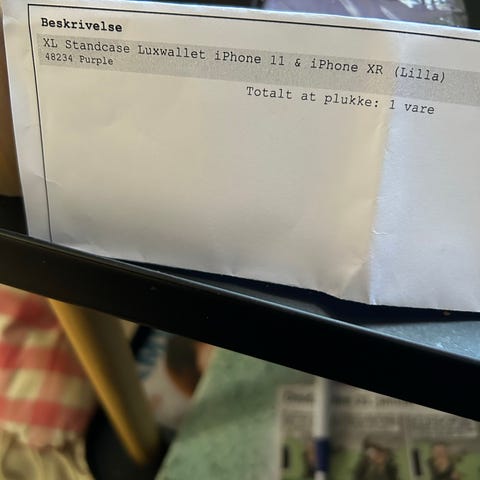 Beskrivelse
XL Standcase Luxwallet iPhone 11 & iPhone XR (Lilla)
48234 Purple
Totalt at plukke: 1 vare